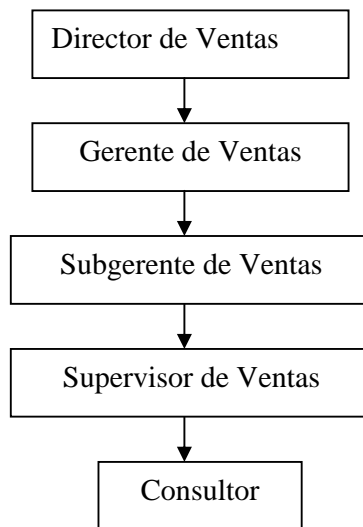 Director de Ventas
Gerente de Ventas
Subgerente de Ventas
Supervisor de Ventas
Consultor